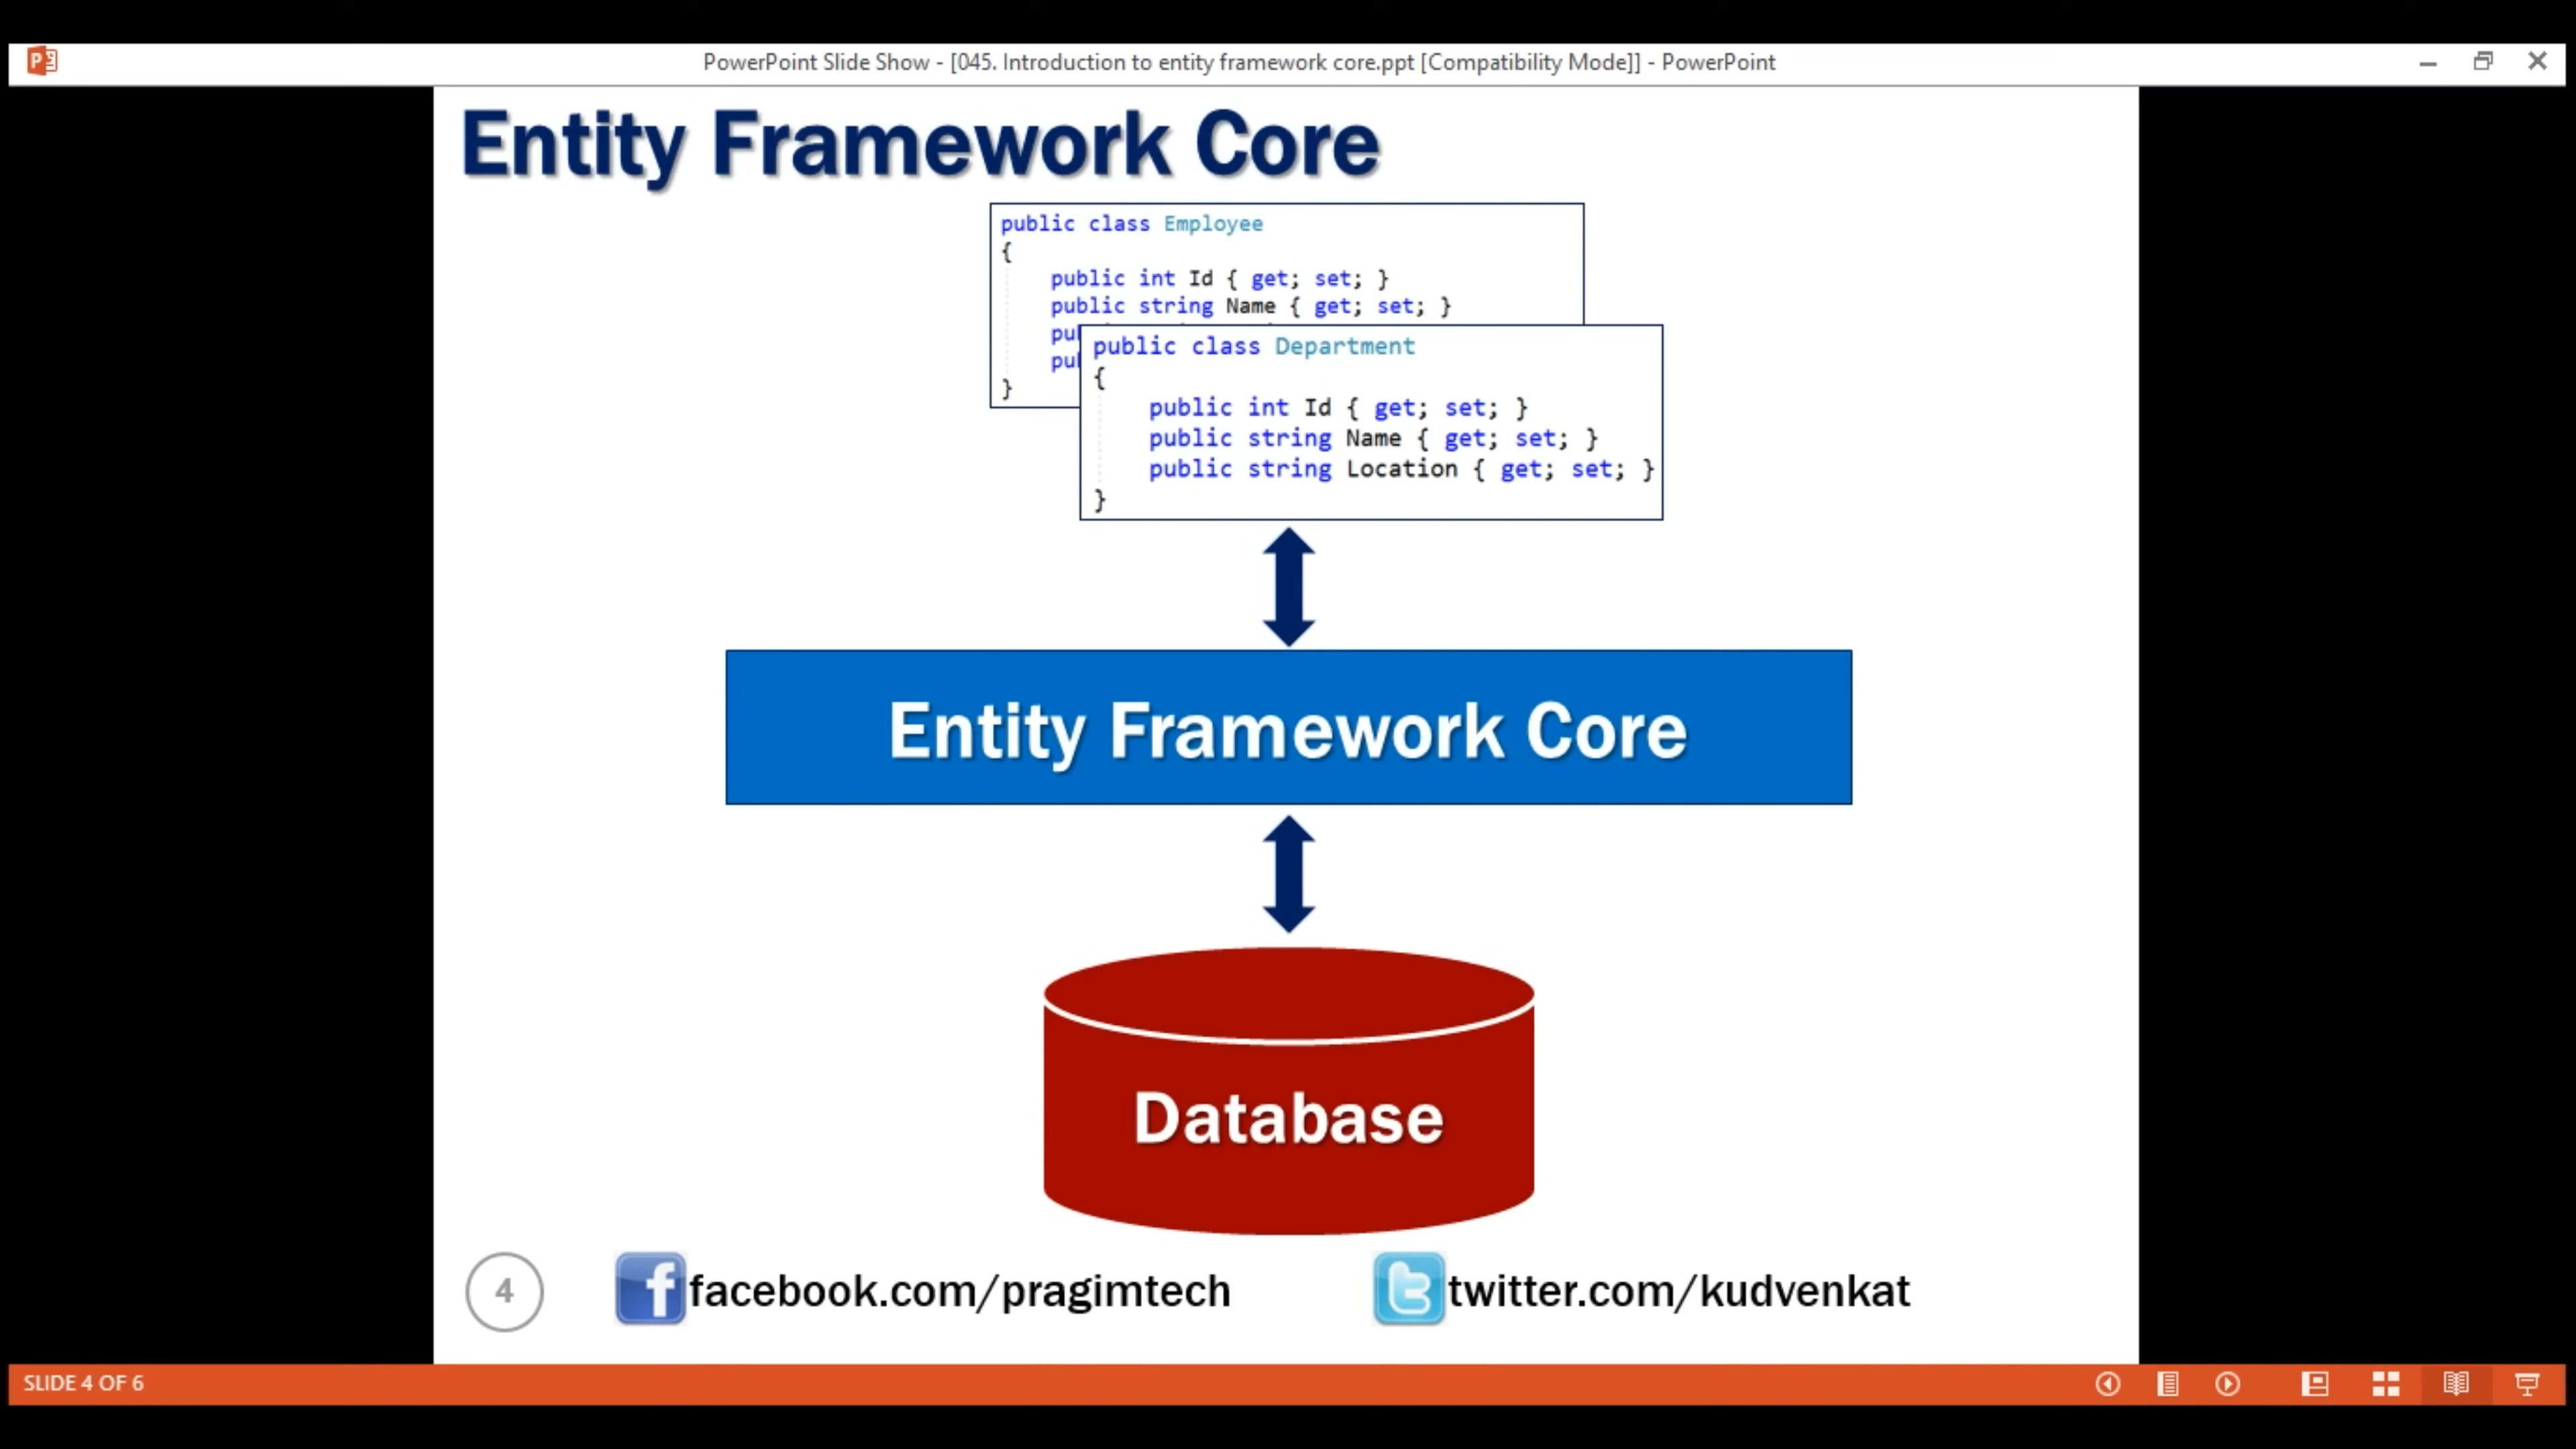 PowerPoint Slide Show - [045. Introduction to entity framework core.ppt [Compatibility Mode]] - PowerPoint
Entity Framework Core
public class Employee
{
public int Id { get; set; }
public string Name { get; set; }
}
public class Department
{
public int Id { get; set; }
public string Name { get; set; }
public string Location { get; set; }
}
Entity Framework Core
Database
4
facebook.com/pragimtech
twitter.com/kudvenkat
SLIDE 4 OF 6